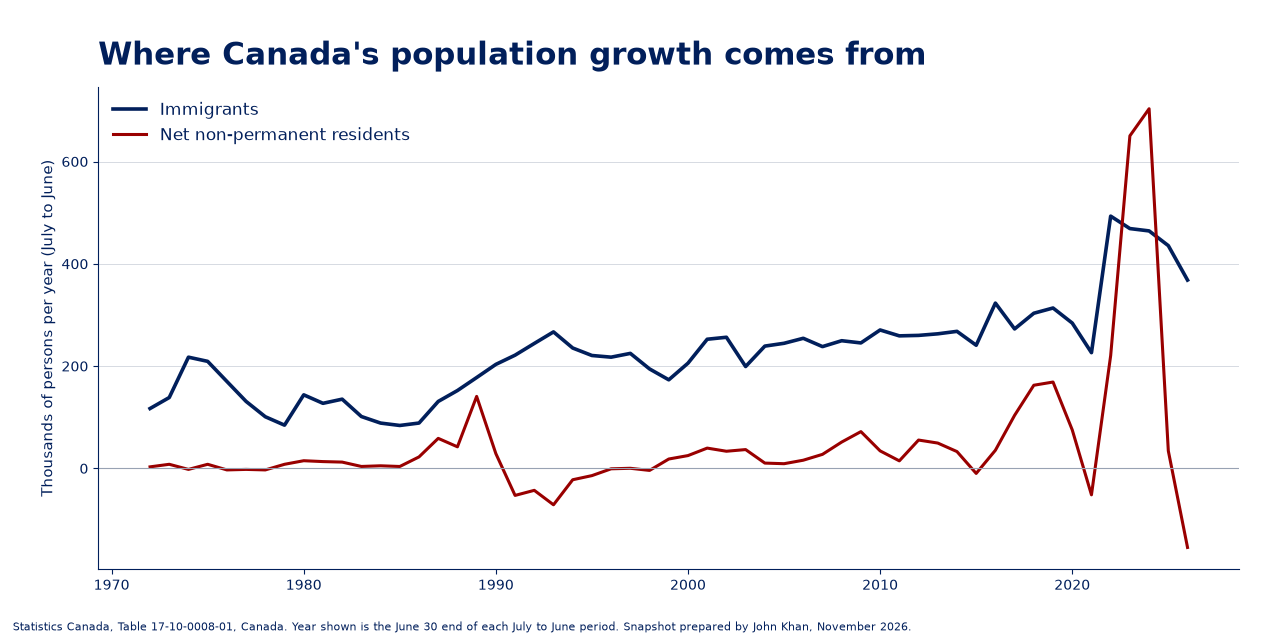 Where Canada's population growth comes from
Immigrants
Net non-permanent residents
Thousands of persons per year (July to June)
600
400
200
0
1970 1980 1990 2000 2010 2020
Statistics Canada, Table 17-10-0008-01, Canada. Year shown is the June 30 end of each July to June period. Snapshot prepared by John Khan, November 2026.